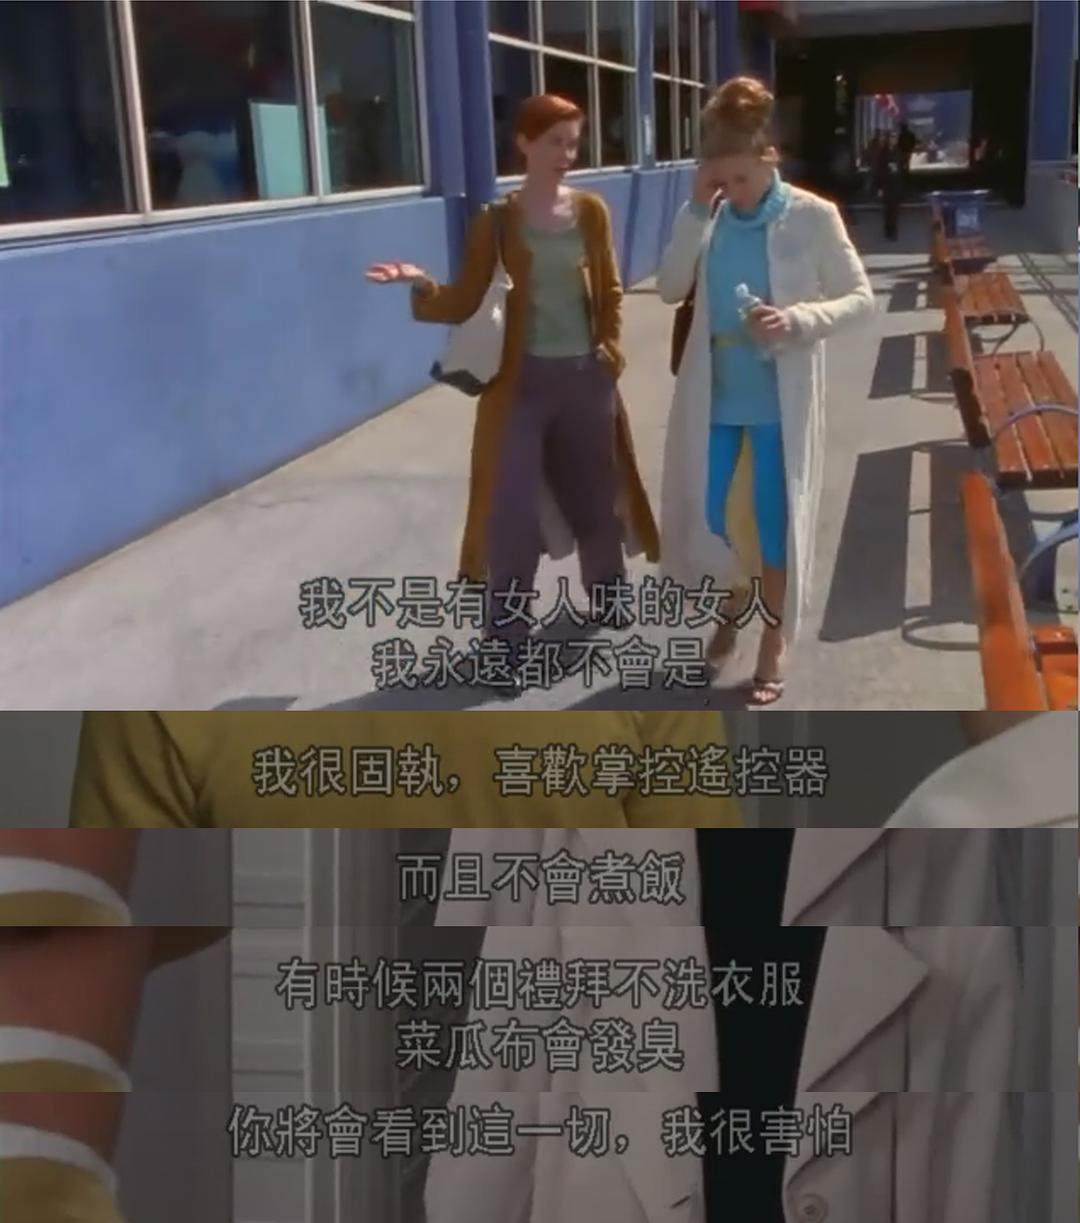 我不是有女人味的女人
我永遠都不會是
我很固執，喜歡掌控遙控器
而且不會煮飯
有時候兩個禮拜不洗衣服
菜瓜布會發臭
你將會看到這一切，我很害怕